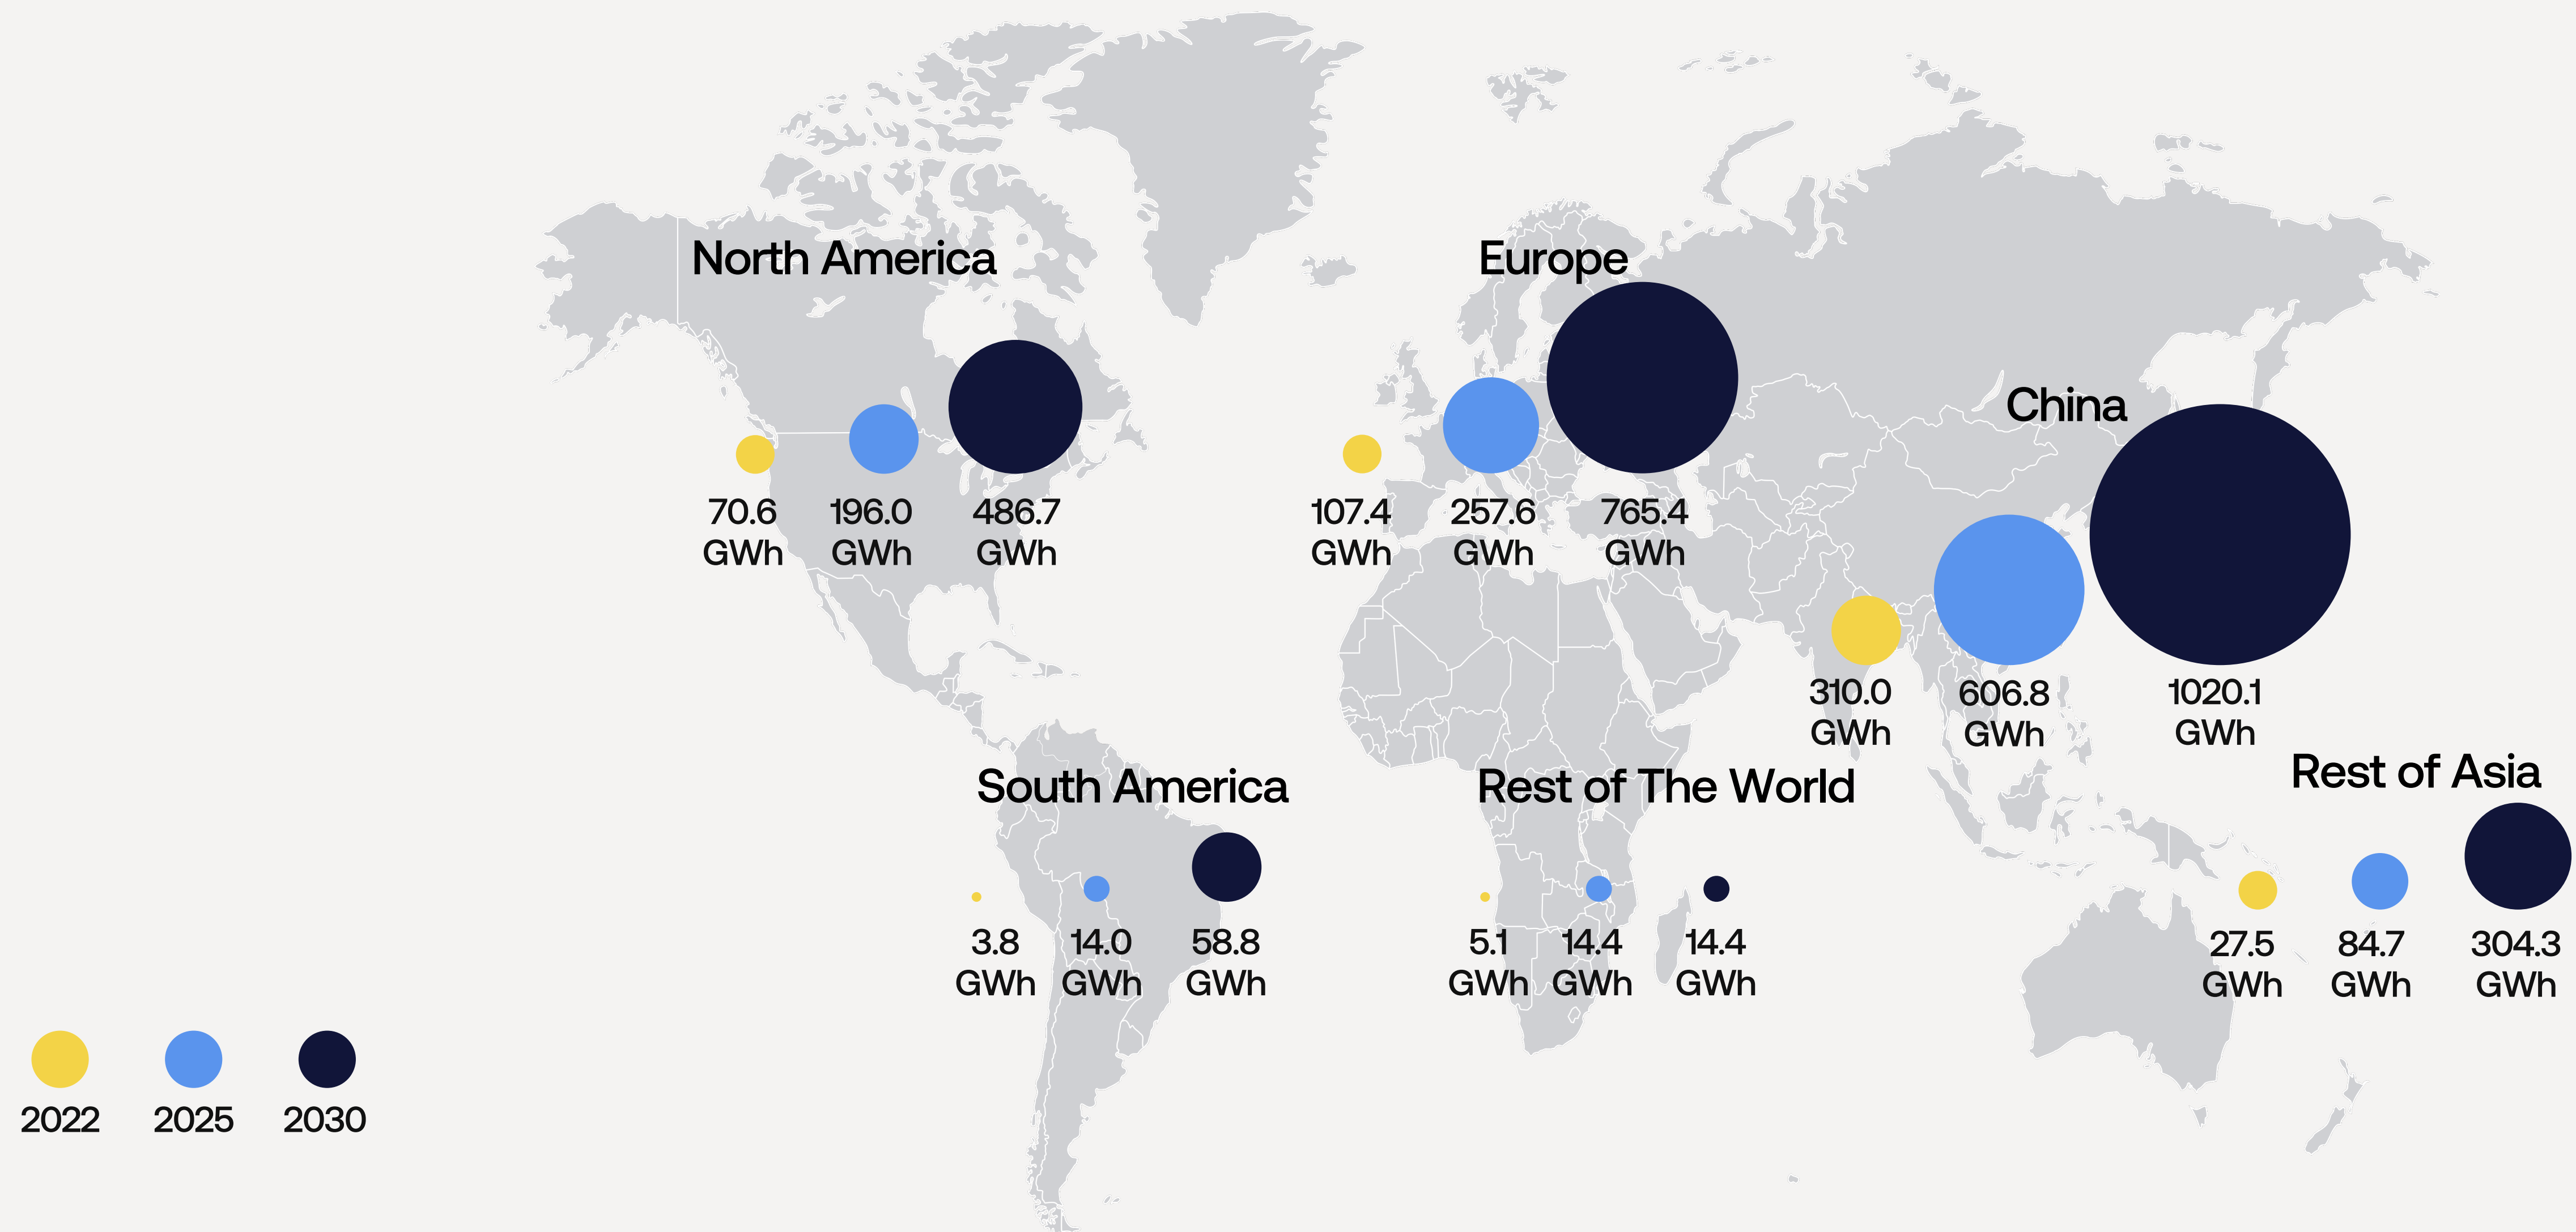 North America
70.6
GWh
196.0
GWh
486.7
GWh
Europe
107.4
GWh
257.6
GWh
765.4
GWh
China
310.0
GWh
606.8
GWh
1020.1
GWh
South America
3.8
GWh
14.0
GWh
58.8
GWh
Rest of The World
5.1
GWh
14.4
GWh
14.4
GWh
Rest of Asia
27.5
GWh
84.7
GWh
304.3
GWh
2022
2025
2030